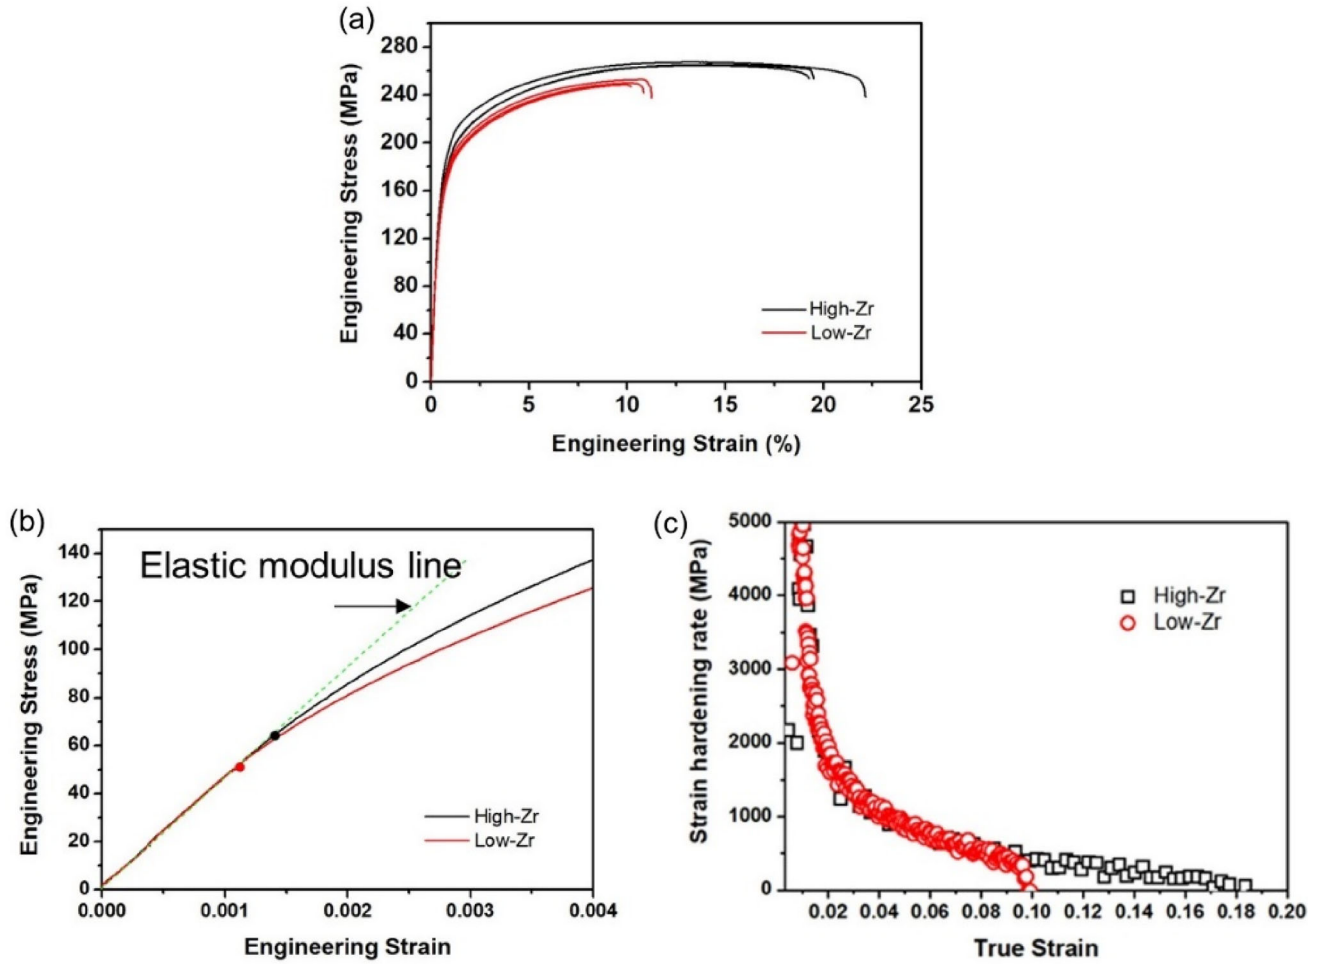 (a)
280
240
200
160
120
80
40
0
Engineering Stress (MPa)
High-Zr
Low-Zr
0 5 10 15 20 25
Engineering Strain (%)
(b)
140
120
100
80
60
40
20
0
Engineering Stress (MPa)
Elastic modulus line
High-Zr
Low-Zr
0.000 0.001 0.002 0.003 0.004
Engineering Strain
(c)
5000
4000
3000
2000
1000
0
Strain hardening rate (MPa)
High-Zr
Low-Zr
0.02 0.04 0.06 0.08 0.10 0.12 0.14 0.16 0.18 0.20
True Strain